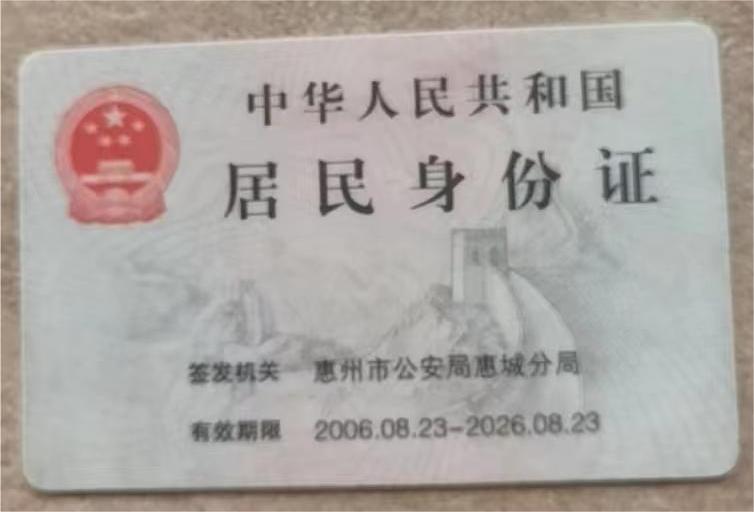 中华人民共和国
居民身份证
签发机关 惠州市公安局惠城分局
有效期限 2006.08.23-2026.08.23